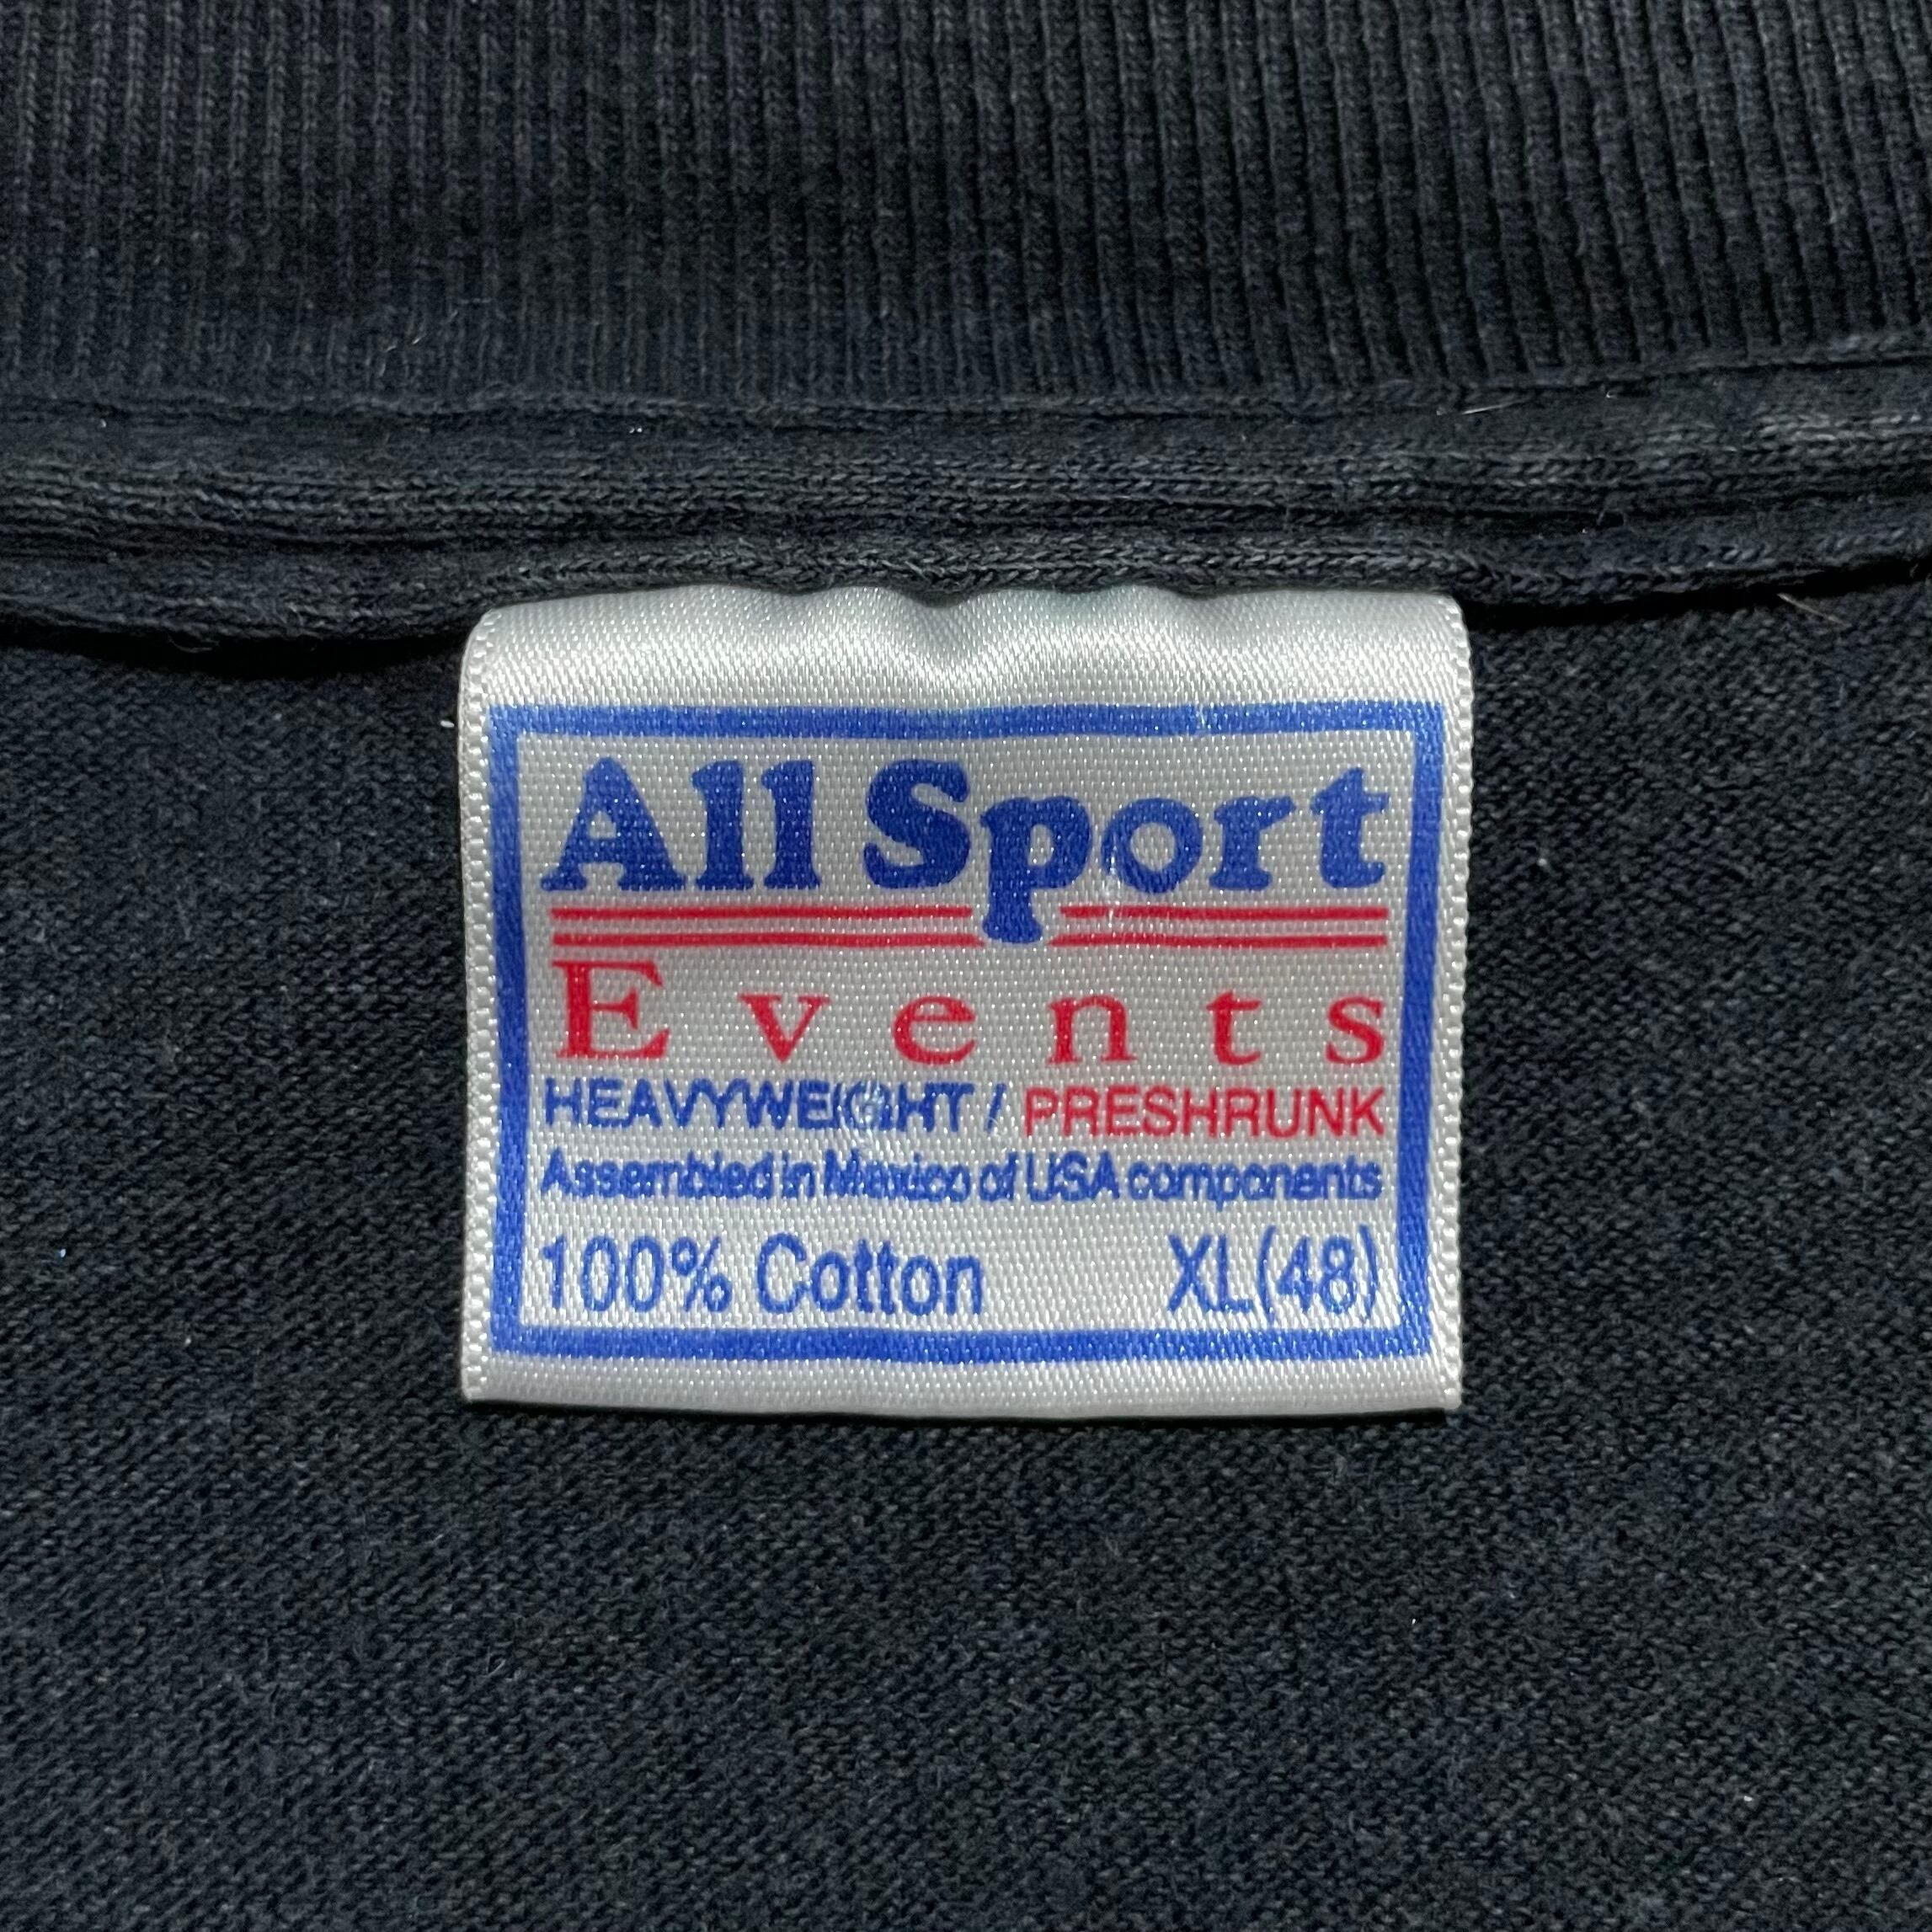 All Sport
Events
HEAVYWEIGHT / PRESHRUNK
Assembled in Mexico of USA components
100% Cotton XL(48)